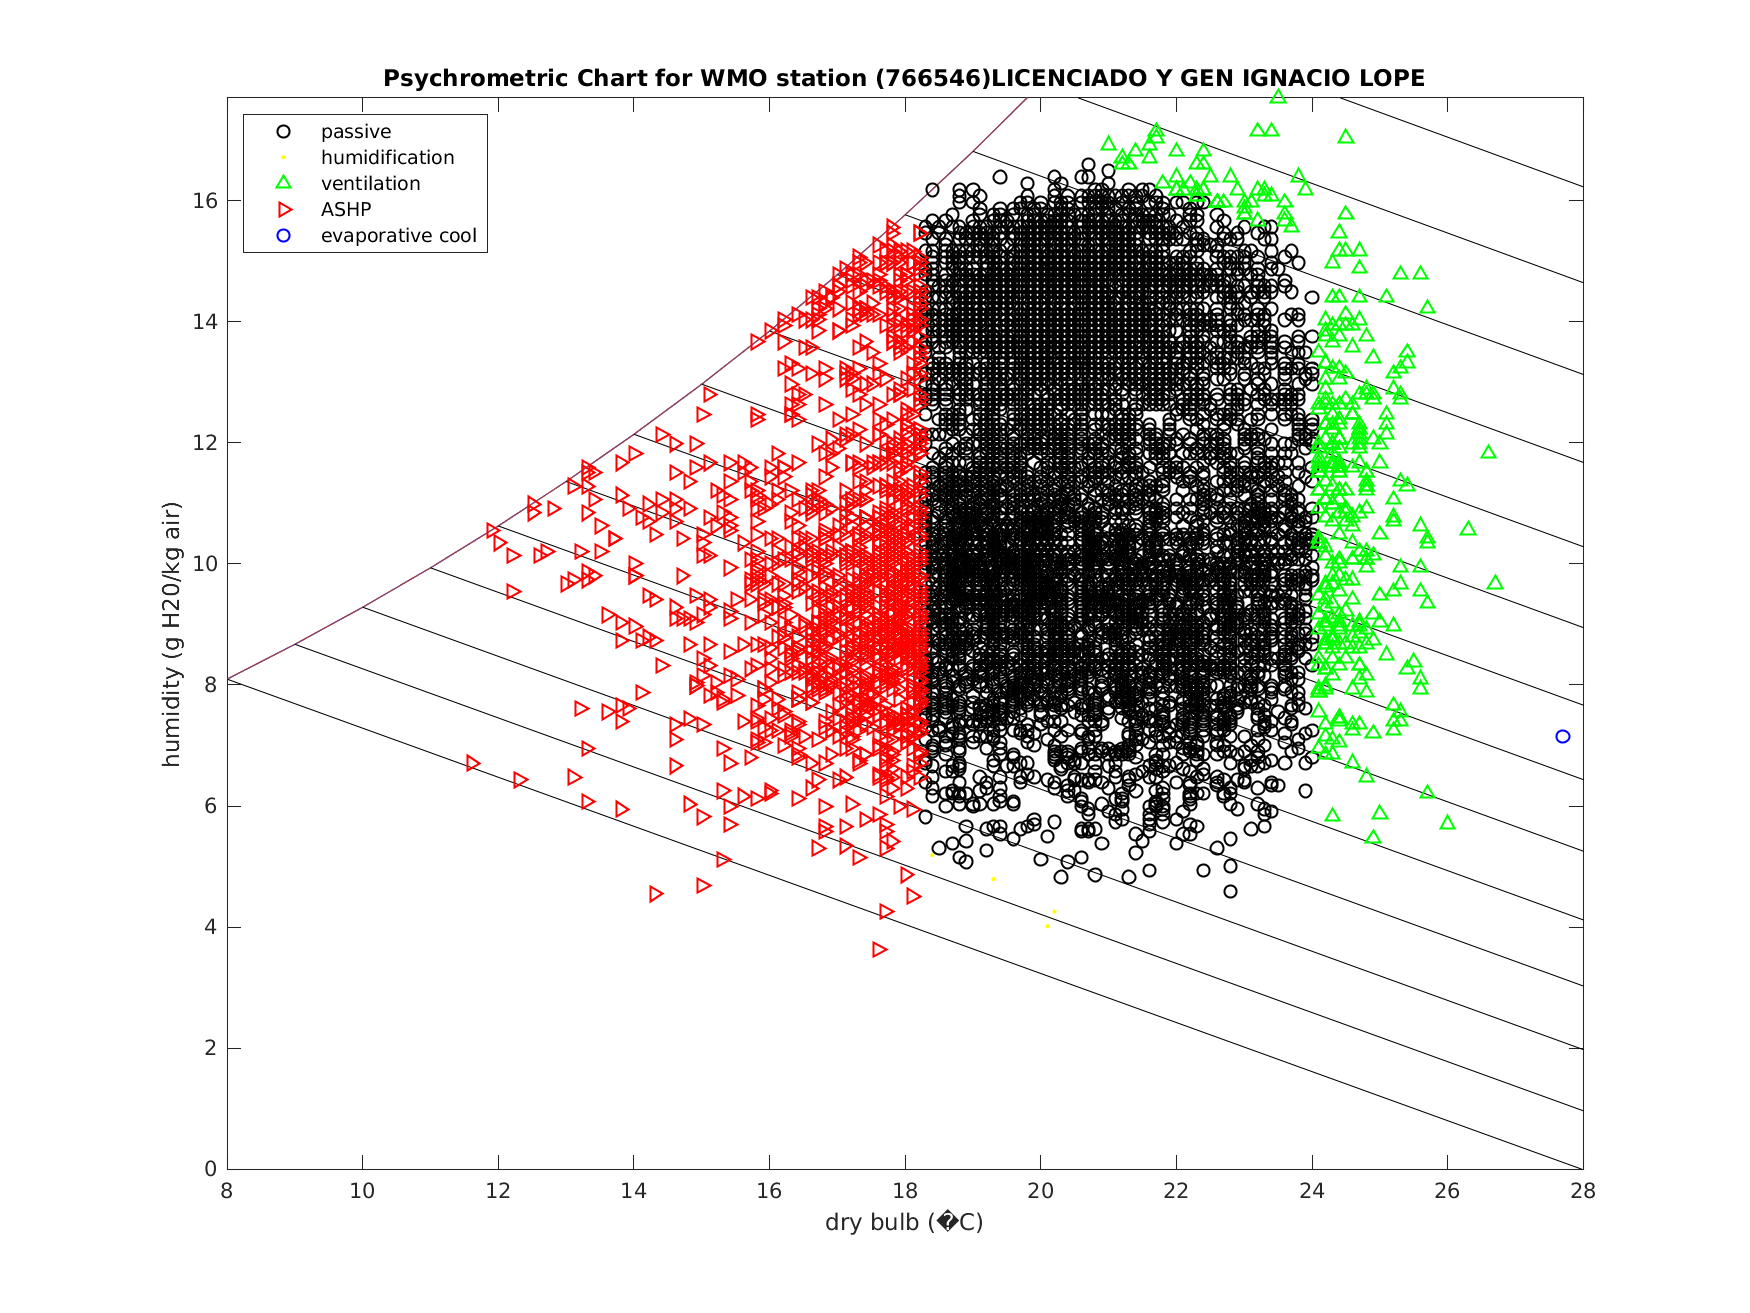 Psychrometric Chart for WMO station (766546)LICENCIADO Y GEN IGNACIO LOPE
passive
humidification
ventilation
ASHP
evaporative cool
humidity (g H20/kg air)
16
14
12
10
8
6
4
2
0
8 10 12 14 16 18 20 22 24 26 28
dry bulb (�C)